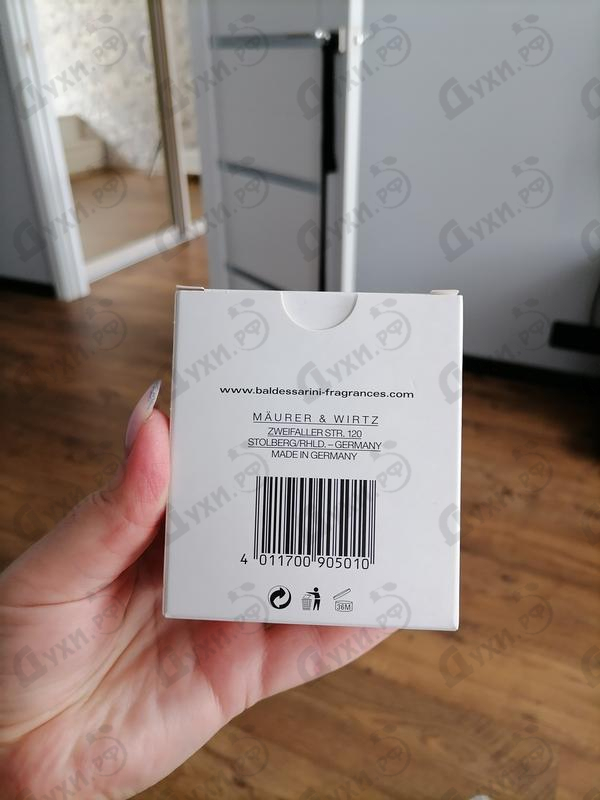 www.baldessarini-fragrances.com
MÄURER & WIRTZ
ZWEIFALLER STR. 120
STOLBERG/RHLD. – GERMANY
MADE IN GERMANY
4 011700 905010
36M
Духи.РФ